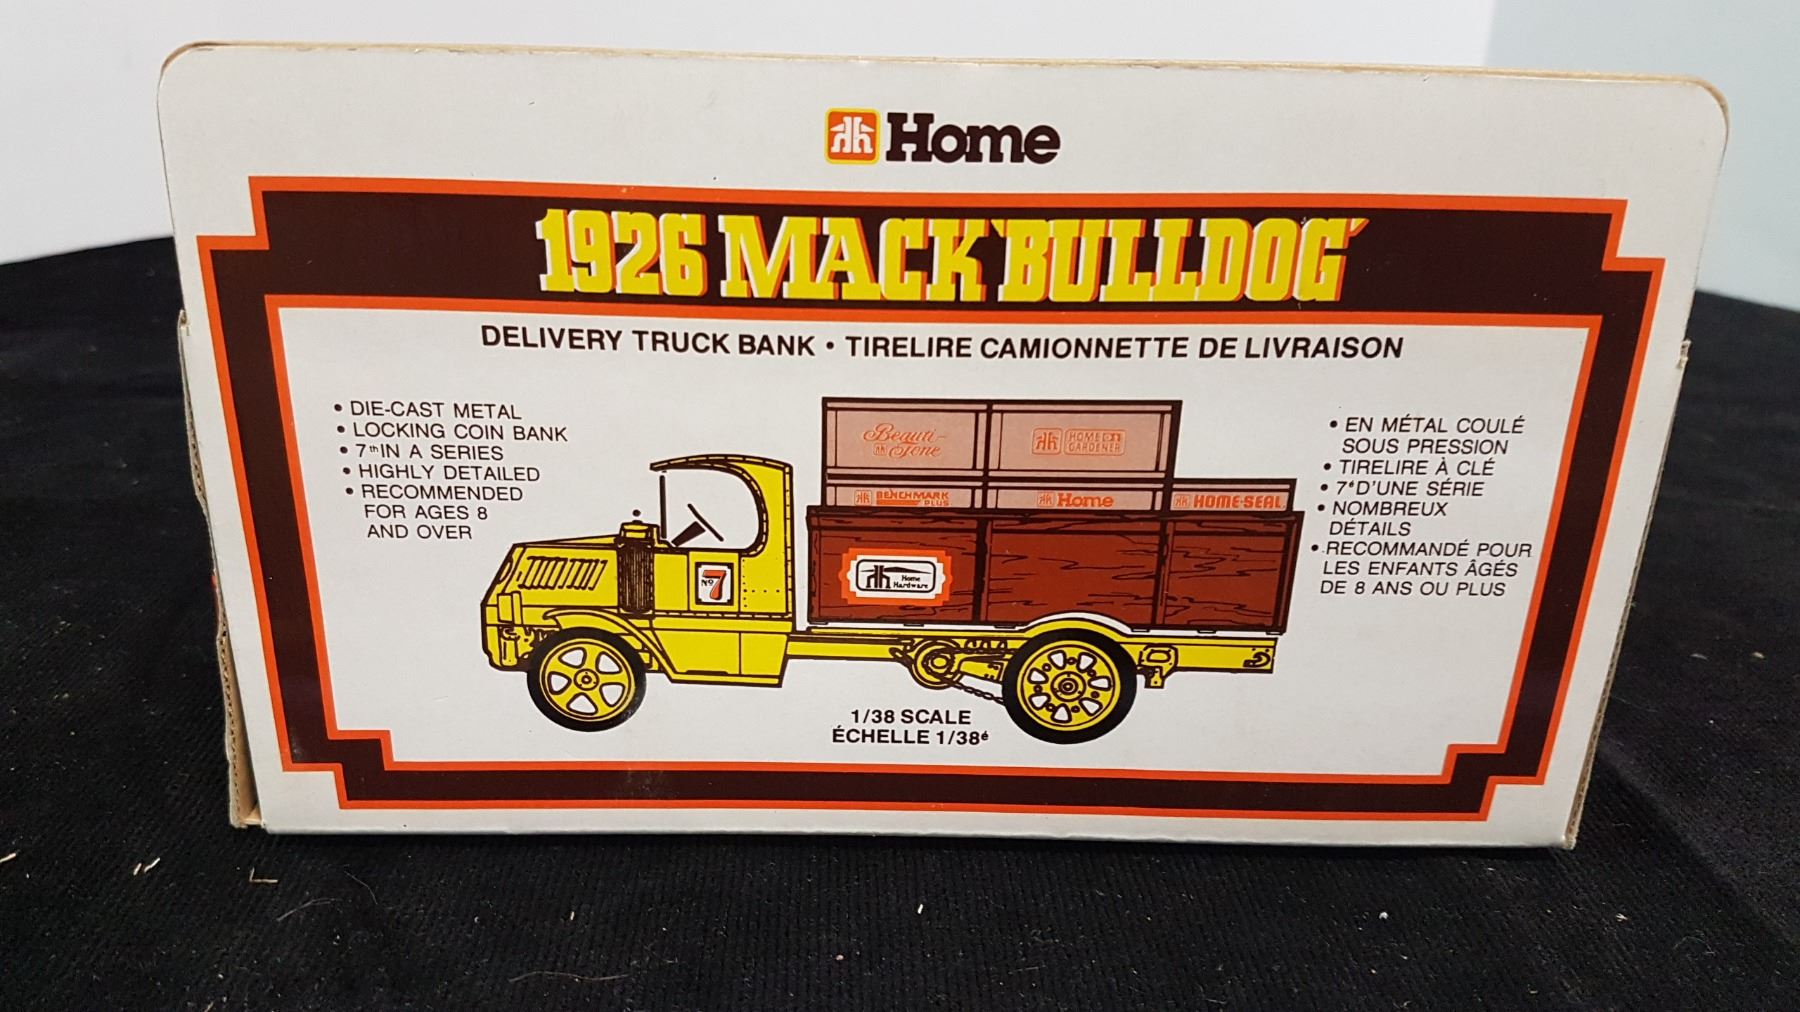 Home
1926 MACK 'BULLDOG'
DELIVERY TRUCK BANK • TIRELIRE CAMIONNETTE DE LIVRAISON
• DIE-CAST METAL
• LOCKING COIN BANK
• 7th IN A SERIES
• HIGHLY DETAILED
• RECOMMENDED
FOR AGES 8
AND OVER
Beauti-
Tone
HOME
GARDENER
BENCHMARK
PLUS
Home
HOME-SEAL
Nº 7
Home
Hardware
1/38 SCALE
ÉCHELLE 1/38é
• EN MÉTAL COULÉ
SOUS PRESSION
• TIRELIRE À CLÉ
• 7é D'UNE SÉRIE
• NOMBREUX
DÉTAILS
• RECOMMANDÉ POUR
LES ENFANTS ÂGÉS
DE 8 ANS OU PLUS